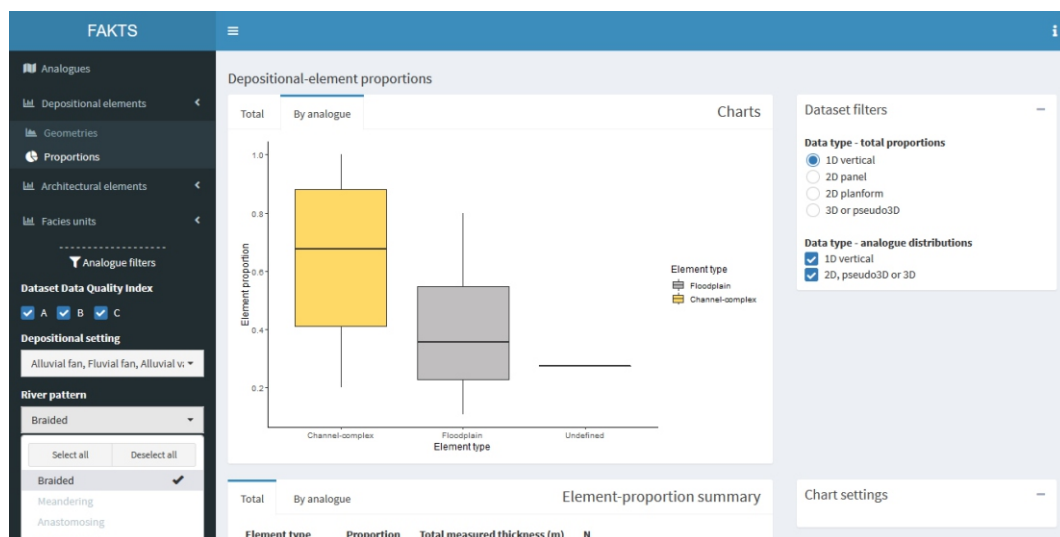 FAKTS
i
Analogues
Depositional elements
Geometries
Proportions
Architectural elements
Facies units
Analogue filters
Dataset Data Quality Index
A B C
Depositional setting
Alluvial fan, Fluvial fan, Alluvial v
River pattern
Braided
Select all Deselect all
Braided
Meandering
Anastomosing
Depositional-element proportions
Total By analogue Charts
1.0
0.8
0.6
0.4
0.2
Element proportion
Channel-complex Floodplain Undefined
Element type
Element type
Floodplain
Channel-complex
Total By analogue Element-proportion summary
Element type Proportion Total measured thickness (m) N
Dataset filters
Data type - total proportions
1D vertical
2D panel
2D planform
3D or pseudo3D
Data type - analogue distributions
1D vertical
2D, pseudo3D or 3D
Chart settings